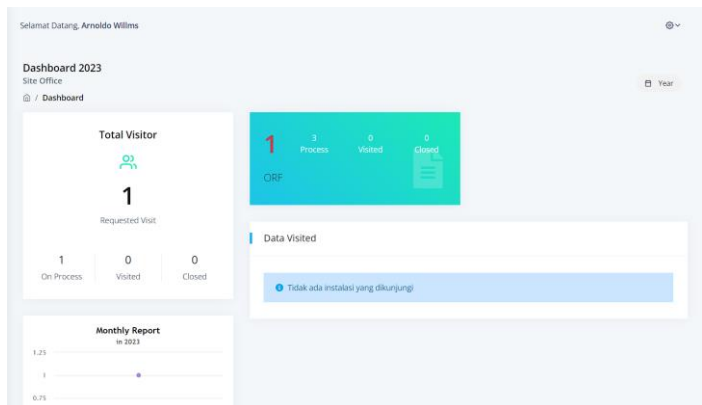 Selamat Datang, Arnoldo Willms
Dashboard 2023
Site Office
/ Dashboard
Year
Total Visitor
1
Requested Visit
1 0 0
On Process Visited Closed
1 3 0 0
Process Visited Closed
ORF
Data Visited
Tidak ada instalasi yang dikunjungi
Monthly Report
in 2023
1.25
1
0.75